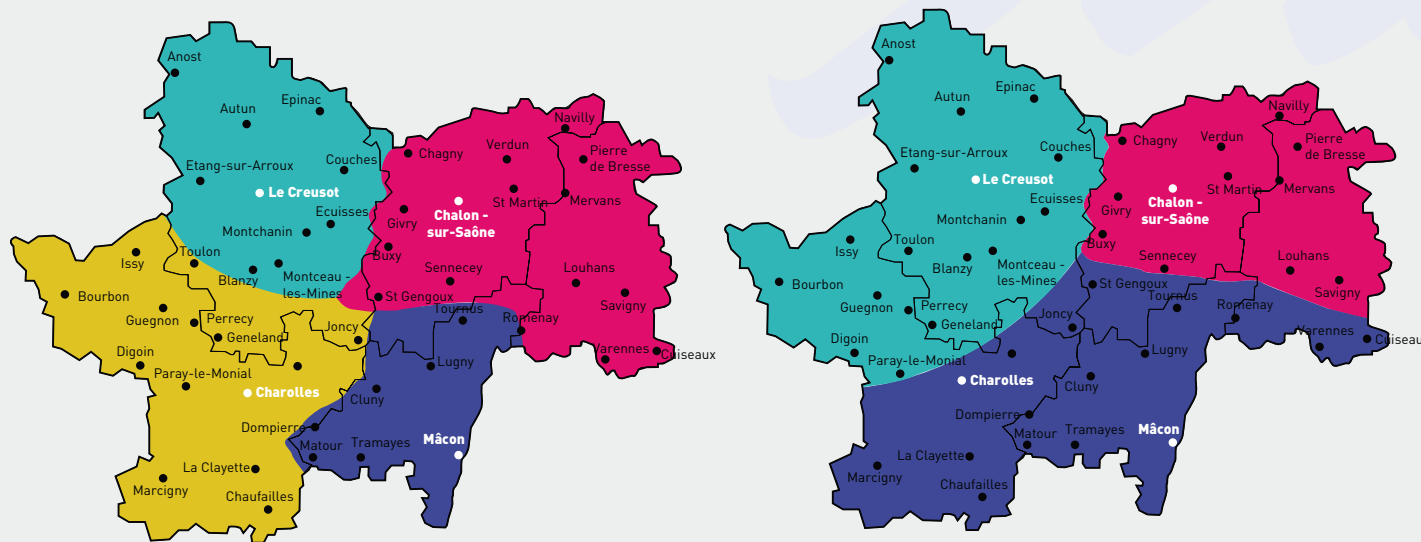 Anost
Epinac
Autun
Navilly
Verdun
Chagny
Pierre
de Bresse
Couches
Etang-sur-Arroux
Le Creusot
Mervans
St Martin
Ecuisses
Chalon -
sur-Saône
Givry
Montchanin
Toulon
Buxy
Issy
Sennecey
Louhans
Blanzy
Montceau -
les-Mines
Bourbon
St Gengoux
Savigny
Tournus
Guegnon
Perrecy
Romenay
Joncy
Geneland
Digoin
Varennes
Cuiseaux
Lugny
Paray-le-Monial
Charolles
Cluny
Dompierre
Mâcon
Matour
Tramayes
La Clayette
Marcigny
Chaufailles
Anost
Epinac
Autun
Navilly
Verdun
Chagny
Pierre
de Bresse
Couches
Etang-sur-Arroux
Le Creusot
St Martin
Mervans
Ecuisses
Chalon -
sur-Saône
Givry
Montchanin
Toulon
Buxy
Issy
Sennecey
Louhans
Blanzy
Montceau -
les-Mines
Bourbon
St Gengoux
Savigny
Tournus
Guegnon
Perrecy
Romenay
Joncy
Geneland
Digoin
Varennes
Cuiseaux
Lugny
Paray-le-Monial
Charolles
Cluny
Dompierre
Mâcon
Matour
Tramayes
La Clayette
Marcigny
Chaufailles